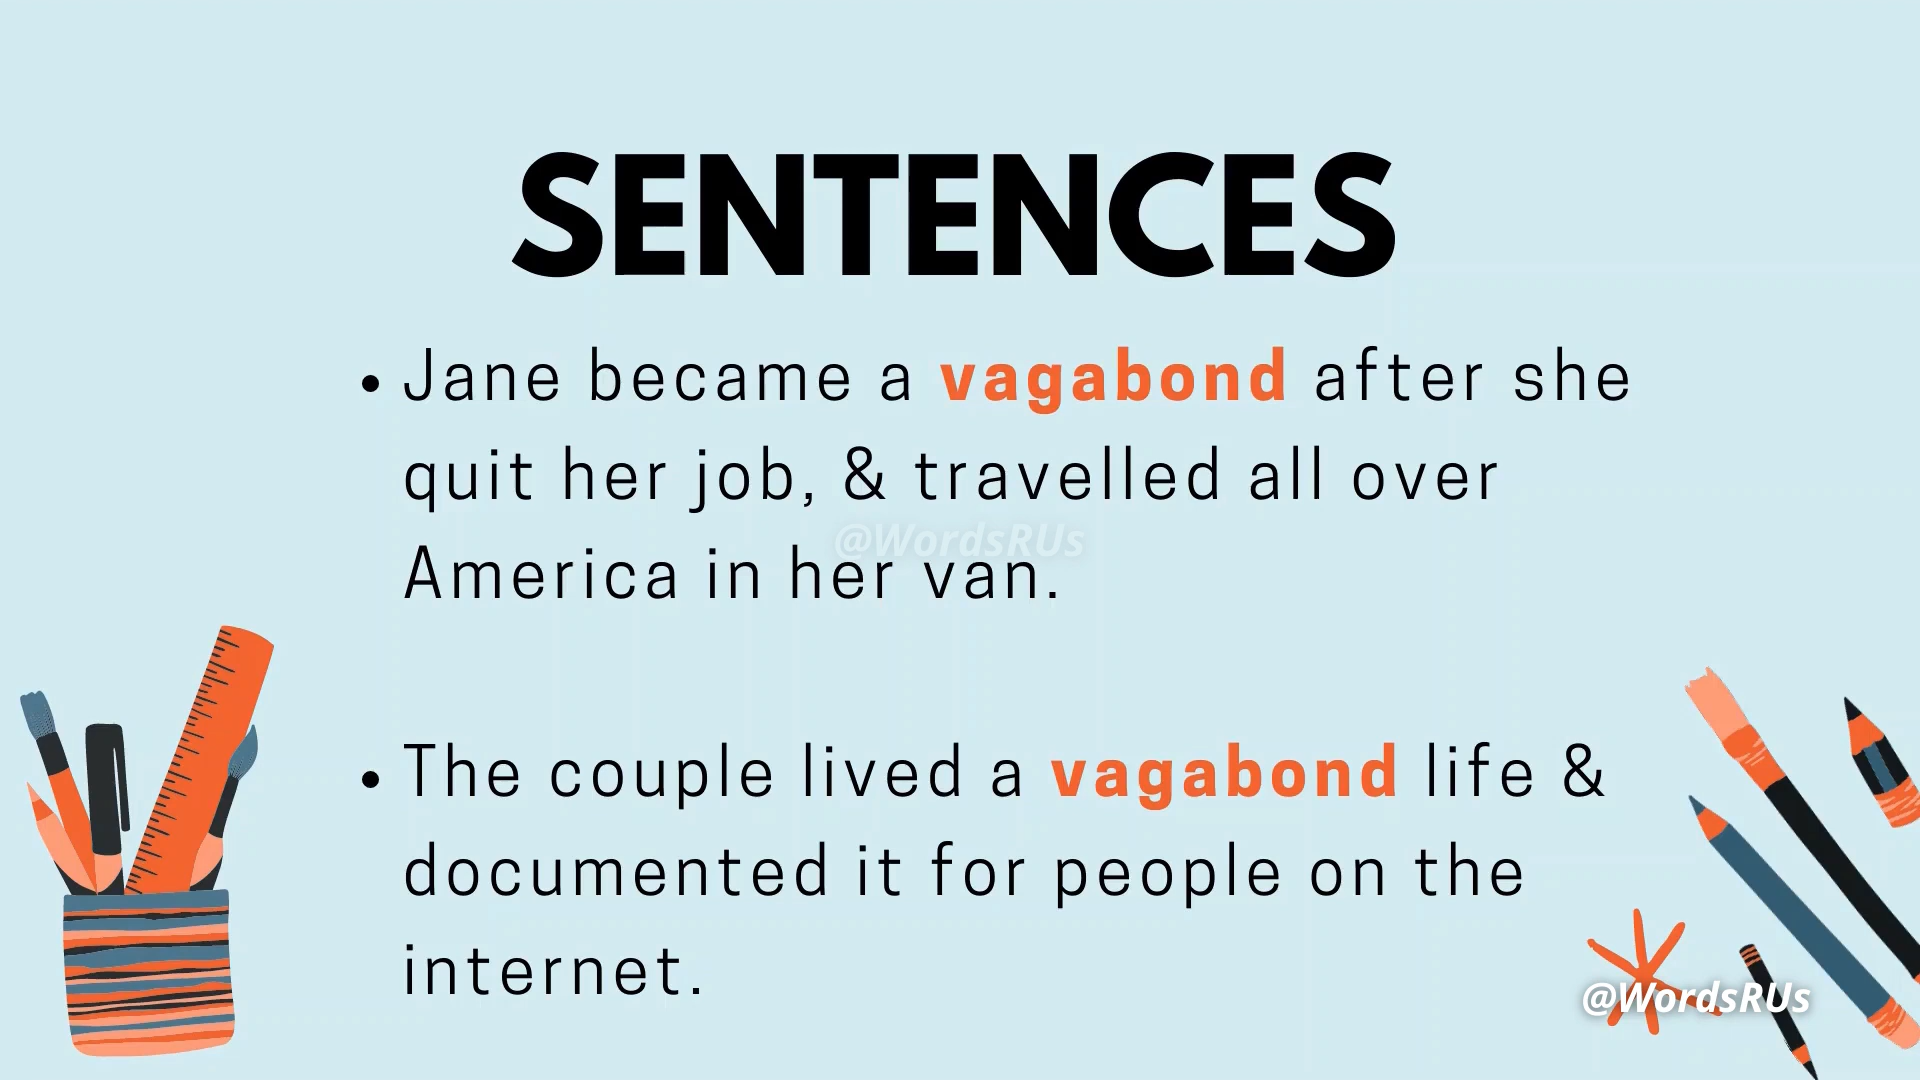 SENTENCES
• Jane became a vagabond after she
quit her job, & travelled all over
@WordsRUs
America in her van.
• The couple lived a vagabond life &
documented it for people on the
internet.
@WordsRUs